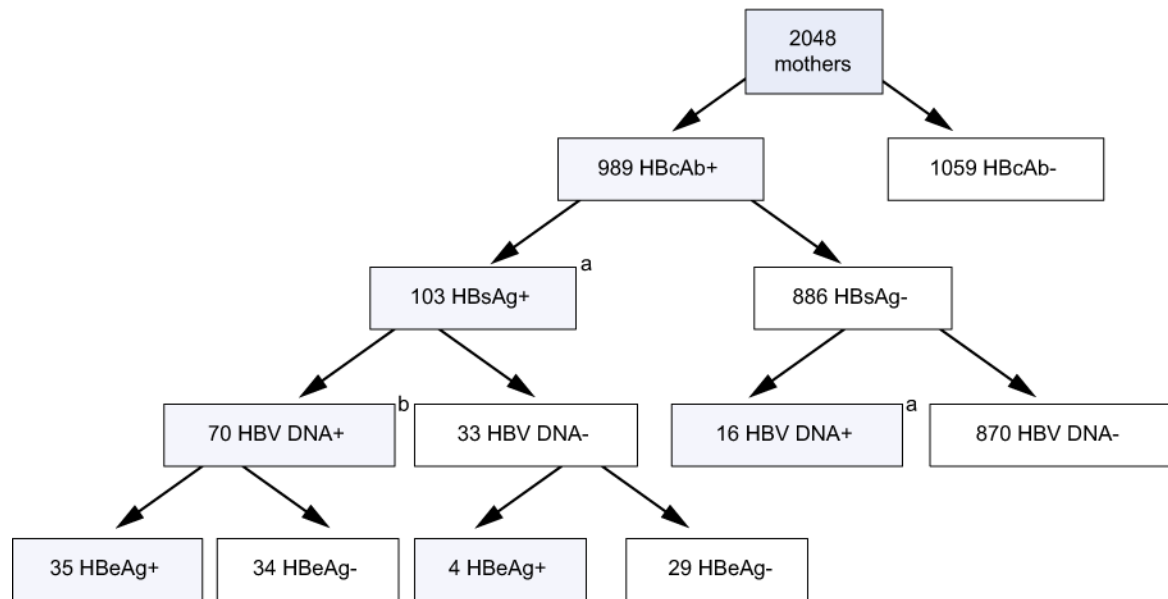 2048
mothers
989 HBcAb+
1059 HBcAb-
a
103 HBsAg+
886 HBsAg-
b
a
70 HBV DNA+
33 HBV DNA-
16 HBV DNA+
870 HBV DNA-
35 HBeAg+
34 HBeAg-
4 HBeAg+
29 HBeAg-